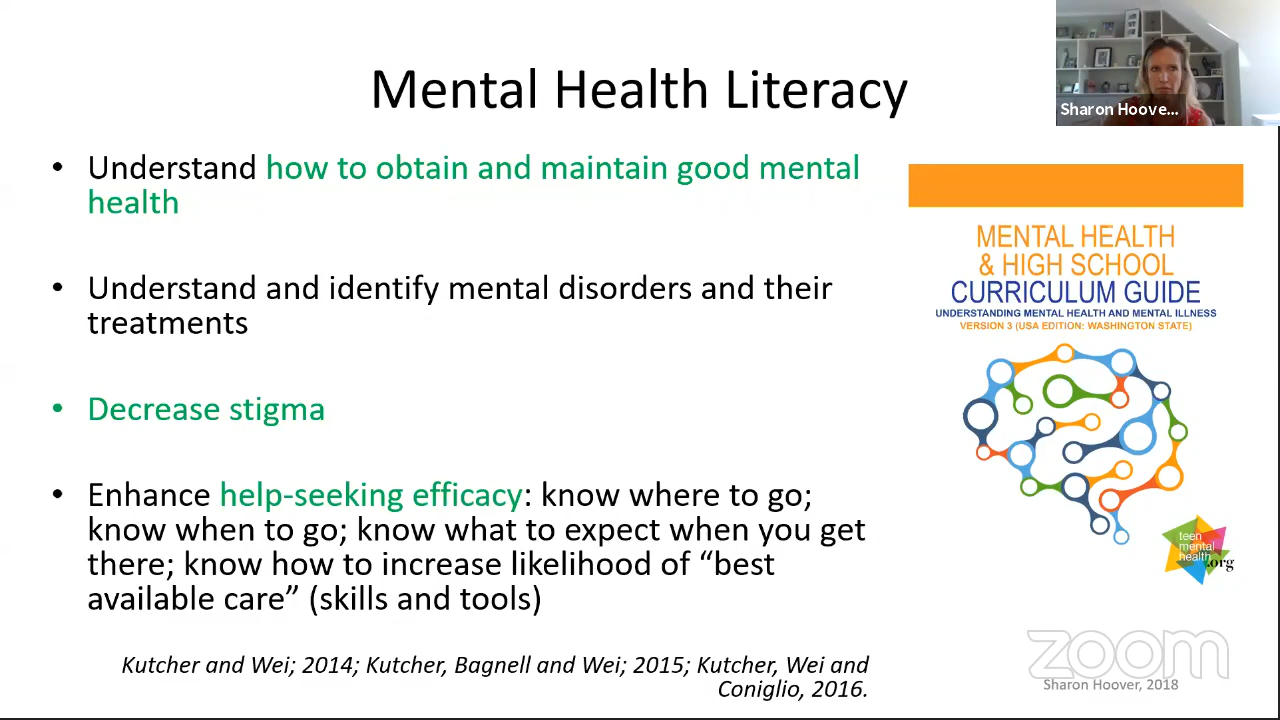 Mental Health Literacy
Sharon Hoove...
• Understand how to obtain and maintain good mental
health
• Understand and identify mental disorders and their
treatments
• Decrease stigma
• Enhance help-seeking efficacy: know where to go;
know when to go; know what to expect when you get
there; know how to increase likelihood of “best
available care” (skills and tools)
Kutcher and Wei; 2014; Kutcher, Bagnell and Wei; 2015; Kutcher, Wei and
Coniglio, 2016.
MENTAL HEALTH
& HIGH SCHOOL
CURRICULUM GUIDE
UNDERSTANDING MENTAL HEALTH AND MENTAL ILLNESS
VERSION 3 (USA EDITION: WASHINGTON STATE)
teen
mental
health.org
zoom
Sharon Hoover, 2018